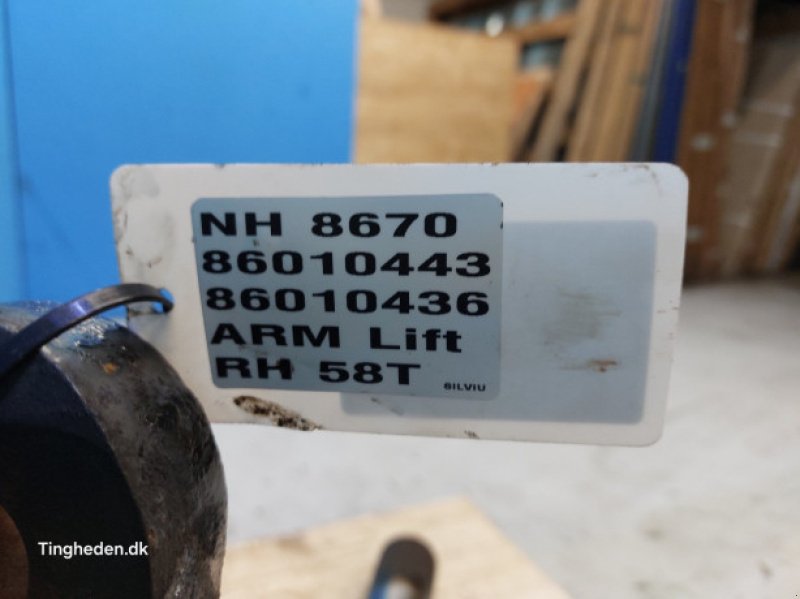 NH 8670
86010443
86010436
ARM Lift
RH 58T
SILVIU
Tingheden.dk